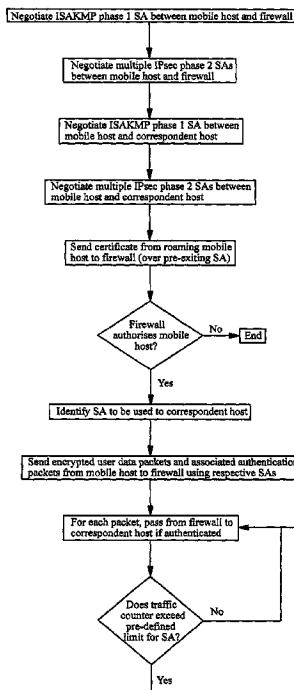 Negotiate ISAKMP phase 1 SA between mobile host and firewall
Negotiate multiple IPsec phase 2 SAs
between mobile host and firewall
Negotiate ISAKMP phase 1 SA between
mobile host and correspondent host
Negotiate multiple IPsec phase 2 SAs between
mobile host and correspondent host
Send certificate from roaming mobile
host to firewall (over pre-exiting SA)
Firewall
authorises mobile
host?
No
End
Yes
Identify SA to be used to correspondent host
Send encrypted user data packets and associated authentication
packets from mobile host to firewall using respective SAs
For each packet, pass from firewall to
correspondent host if authenticated
Does traffic
counter exceed
pre-defined
limit for SA?
No
Yes